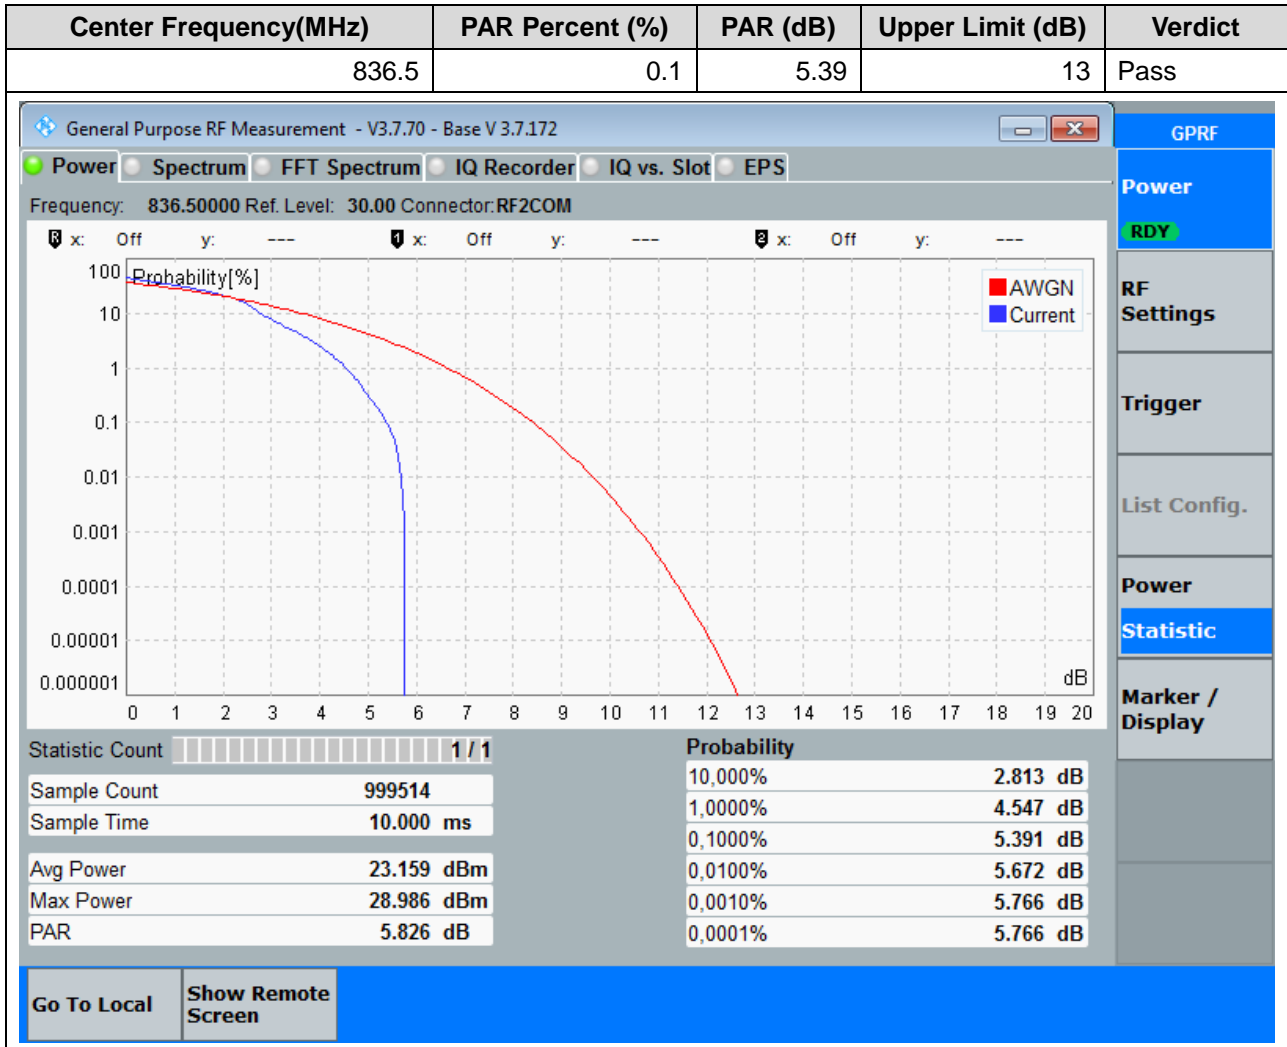 Center Frequency(MHz) PAR Percent (%) PAR (dB) Upper Limit (dB) Verdict
836.5 0.1 5.39 13 Pass
General Purpose RF Measurement - V3.7.70 - Base V 3.7.172
GPRF
Power Spectrum FFT Spectrum IQ Recorder IQ vs. Slot EPS
Power
RDY
Frequency: 836.50000 Ref. Level: 30.00 Connector:RF2COM
R x: Off y: --- 1 x: Off y: --- 2 x: Off y: ---
Probability[%]
AWGN
Current
100
10
1
0.1
0.01
0.001
0.0001
0.00001
0.000001
dB
0 1 2 3 4 5 6 7 8 9 10 11 12 13 14 15 16 17 18 19 20
RF
Settings
Trigger
List Config.
Power
Statistic
Marker /
Display
Statistic Count 1 / 1
Sample Count 999514
Sample Time 10.000 ms
Avg Power 23.159 dBm
Max Power 28.986 dBm
PAR 5.826 dB
Probability
10,000% 2.813 dB
1,0000% 4.547 dB
0,1000% 5.391 dB
0,0100% 5.672 dB
0,0010% 5.766 dB
0,0001% 5.766 dB
Go To Local
Show Remote
Screen